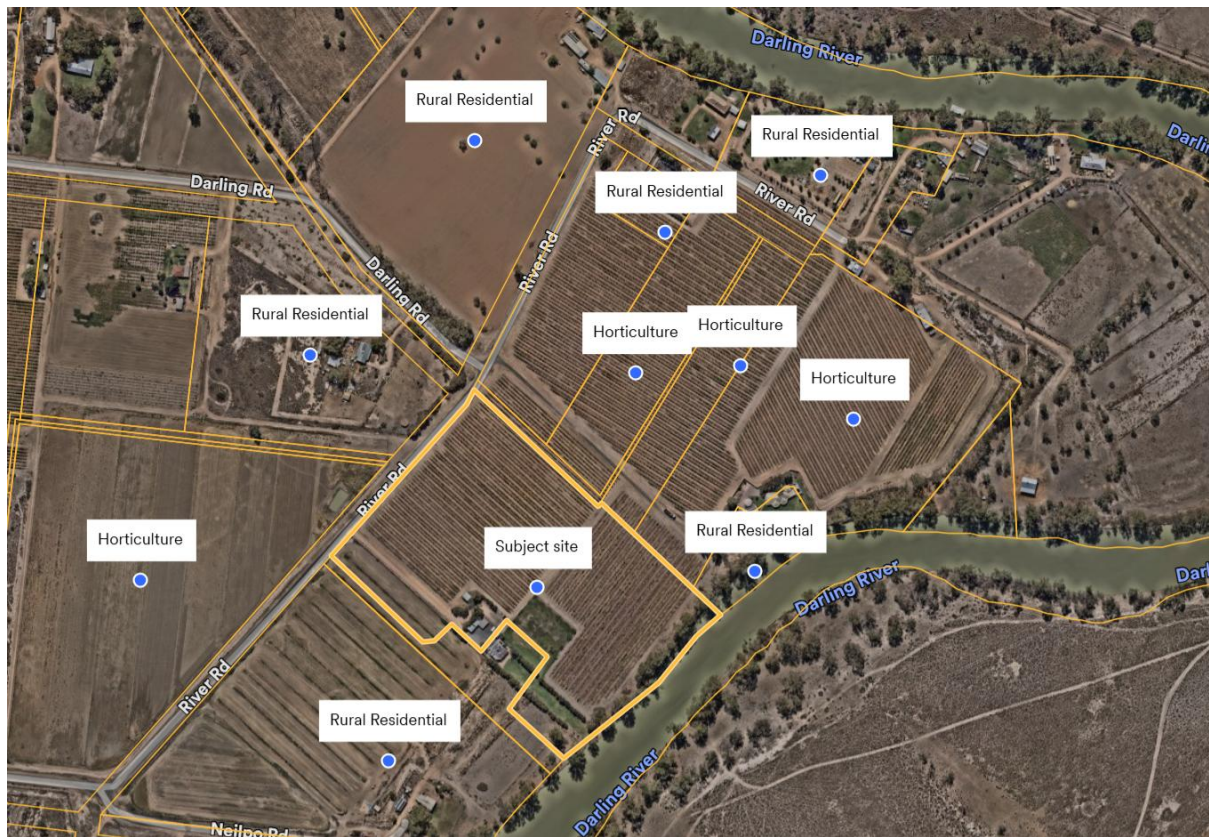 Darling River
Rural Residential
River Rd
Rural Residential
Darling
Rural Residential
Darling Rd
River Rd
River Rd
Darling Rd
Rural Residential
Horticulture
Horticulture
Horticulture
River Rd
Horticulture
Subject site
Rural Residential
Darling River
Darl
River Rd
Rural Residential
Darling River
Neilpo Rd